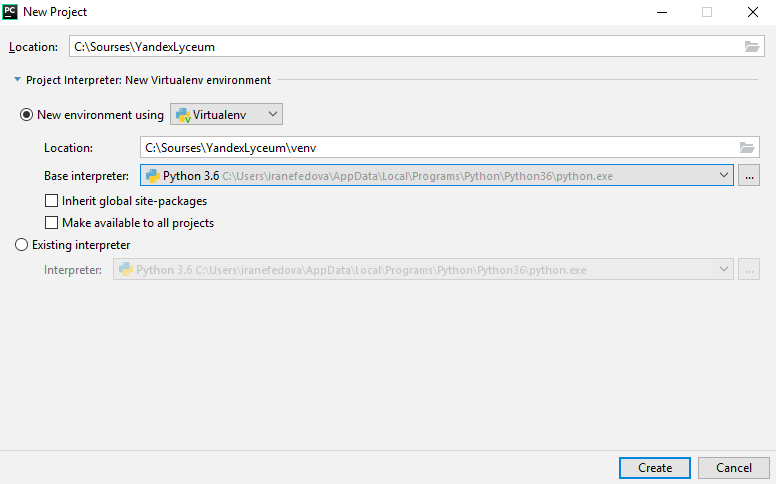 PC New Project
Location: C:\Sourses\YandexLyceum
Project Interpreter: New Virtualenv environment
New environment using Virtualenv
Location: C:\Sourses\YandexLyceum\venv
Base interpreter: Python 3.6 C:\Users\iranefedova\AppData\Local\Programs\Python\Python36\python.exe ...
Inherit global site-packages
Make available to all projects
Existing interpreter
Interpreter: Python 3.6 C:\Users\iranefedova\AppData\Local\Programs\Python\Python36\python.exe ...
Create Cancel